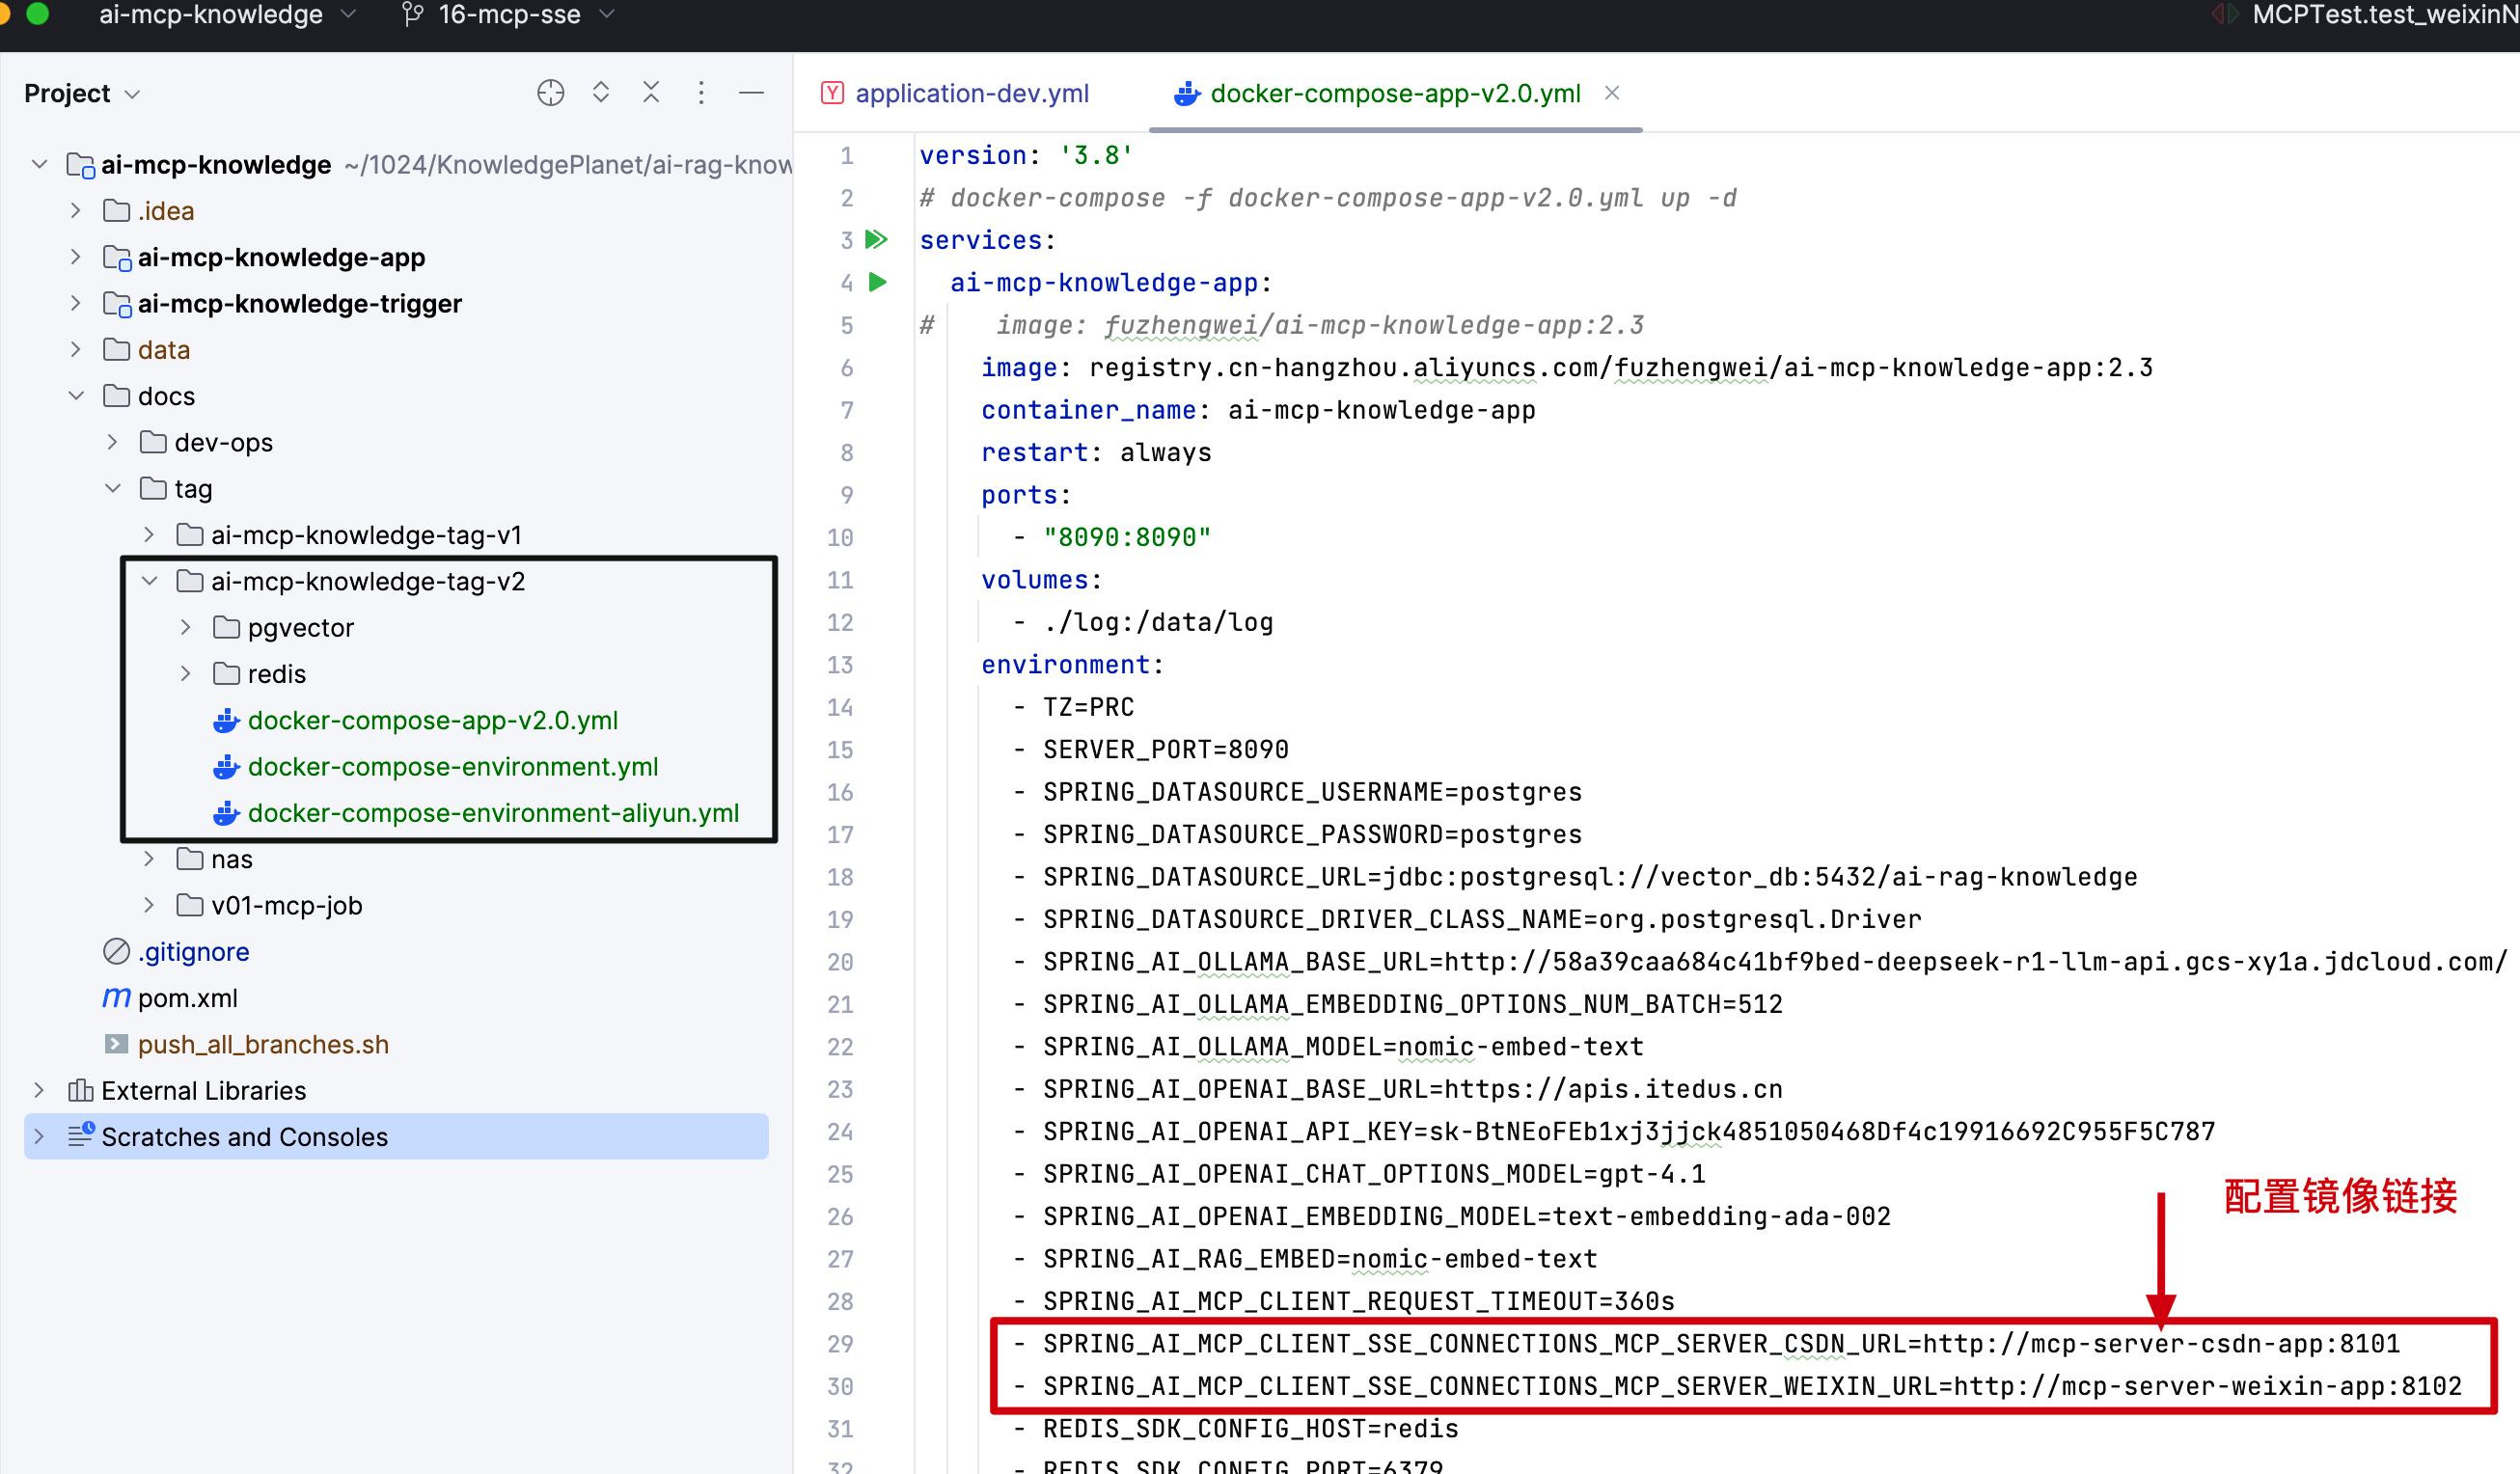 ai-mcp-knowledge
16-mcp-sse
MCPTest.test_weixinN
Project
application-dev.yml
docker-compose-app-v2.0.yml
ai-mcp-knowledge ~/1024/KnowledgePlanet/ai-rag-know
.idea
ai-mcp-knowledge-app
ai-mcp-knowledge-trigger
data
docs
dev-ops
tag
ai-mcp-knowledge-tag-v1
ai-mcp-knowledge-tag-v2
pgvector
redis
docker-compose-app-v2.0.yml
docker-compose-environment.yml
docker-compose-environment-aliyun.yml
nas
v01-mcp-job
.gitignore
pom.xml
push_all_branches.sh
External Libraries
Scratches and Consoles
1 version: '3.8'
2 # docker-compose -f docker-compose-app-v2.0.yml up -d
3 services:
4 ai-mcp-knowledge-app:
5 # image: fuzhengwei/ai-mcp-knowledge-app:2.3
6 image: registry.cn-hangzhou.aliyuncs.com/fuzhengwei/ai-mcp-knowledge-app:2.3
7 container_name: ai-mcp-knowledge-app
8 restart: always
9 ports:
10 - "8090:8090"
11 volumes:
12 - ./log:/data/log
13 environment:
14 - TZ=PRC
15 - SERVER_PORT=8090
16 - SPRING_DATASOURCE_USERNAME=postgres
17 - SPRING_DATASOURCE_PASSWORD=postgres
18 - SPRING_DATASOURCE_URL=jdbc:postgresql://vector_db:5432/ai-rag-knowledge
19 - SPRING_DATASOURCE_DRIVER_CLASS_NAME=org.postgresql.Driver
20 - SPRING_AI_OLLAMA_BASE_URL=http://58a39caa684c41bf9bed-deepseek-r1-llm-api.gcs-xy1a.jdcloud.com/
21 - SPRING_AI_OLLAMA_EMBEDDING_OPTIONS_NUM_BATCH=512
22 - SPRING_AI_OLLAMA_MODEL=nomic-embed-text
23 - SPRING_AI_OPENAI_BASE_URL=https://apis.itedus.cn
24 - SPRING_AI_OPENAI_API_KEY=sk-BtNEoFEb1xj3jjck4851050468Df4c19916692C955F5C787
25 - SPRING_AI_OPENAI_CHAT_OPTIONS_MODEL=gpt-4.1
26 - SPRING_AI_OPENAI_EMBEDDING_MODEL=text-embedding-ada-002
27 - SPRING_AI_RAG_EMBED=nomic-embed-text
28 - SPRING_AI_MCP_CLIENT_REQUEST_TIMEOUT=360s
29 - SPRING_AI_MCP_CLIENT_SSE_CONNECTIONS_MCP_SERVER_CSDN_URL=http://mcp-server-csdn-app:8101
30 - SPRING_AI_MCP_CLIENT_SSE_CONNECTIONS_MCP_SERVER_WEIXIN_URL=http://mcp-server-weixin-app:8102
31 - REDIS_SDK_CONFIG_HOST=redis
32 - REDIS_SDK_CONFIG_PORT=6379
配置镜像链接